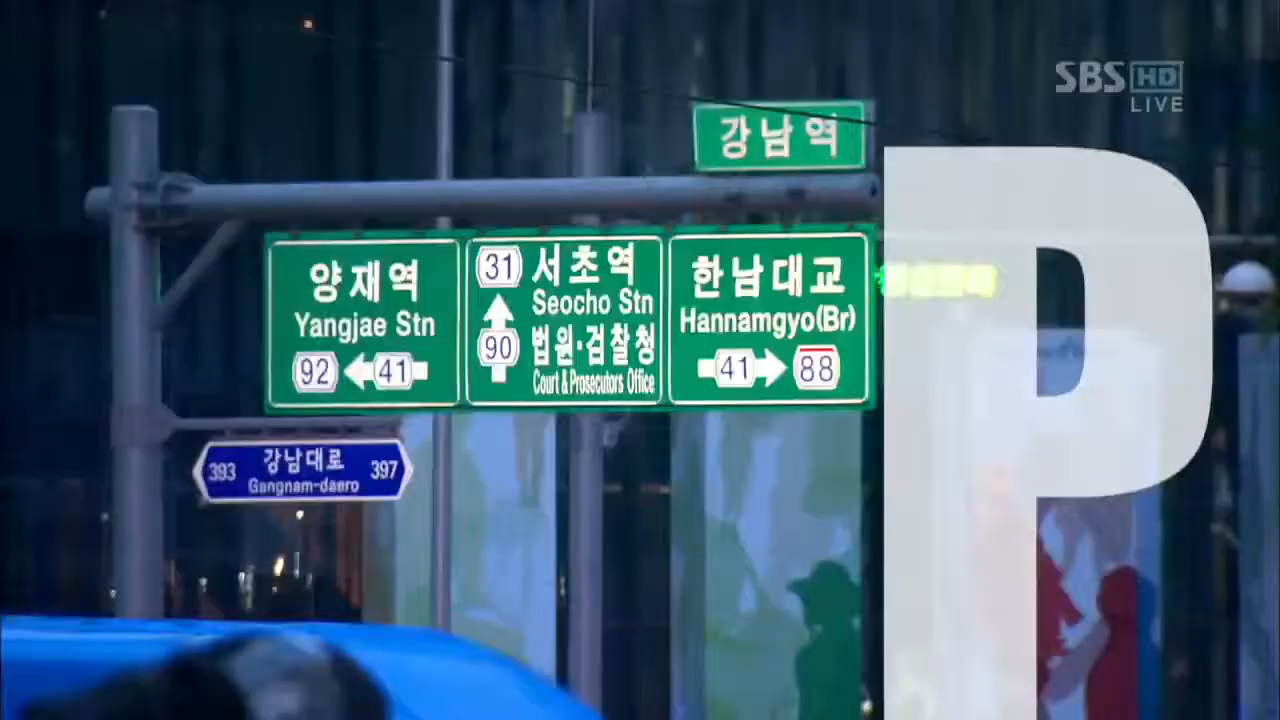 SBS HD
LIVE
강남역
양재역
Yangjae Stn
92 41
31 서초역
Seocho Stn
90 법원·검찰청
Court & Prosecutors Office
한남대교
Hannamgyo(Br)
41 88
393 강남대로 397
Gangnam-daero
P